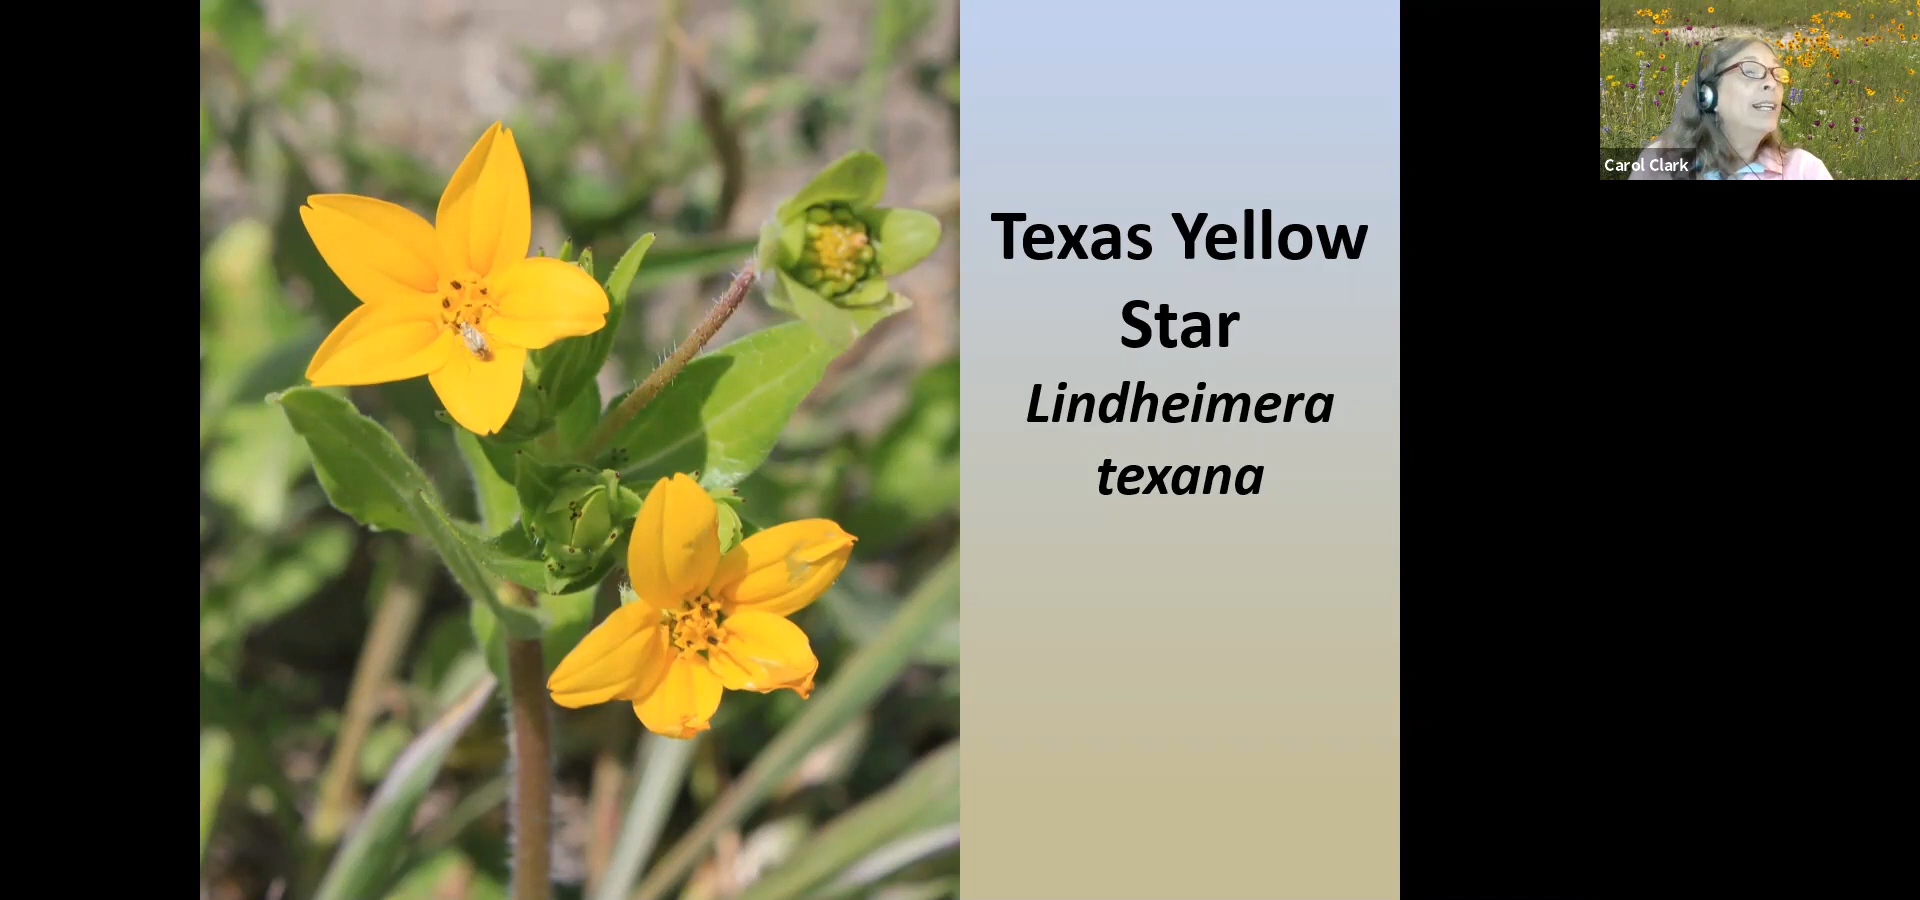 Texas Yellow
Star
Lindheimera
texana
Carol Clark